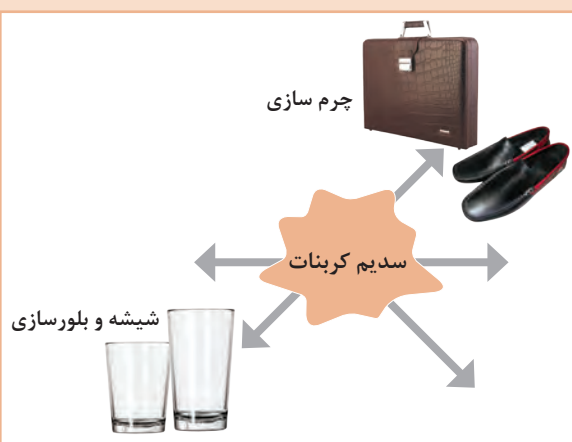 چرم سازی
سدیم کربنات
شیشه و بلورسازی